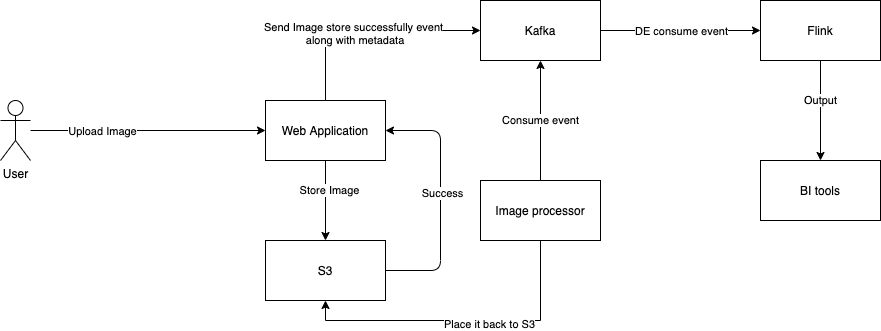 Send Image store successfully event
along with metadata
Kafka
DE consume event
Flink
Upload Image
Web Application
Consume event
Output
User
Store Image
Success
Image processor
BI tools
S3
Place it back to S3